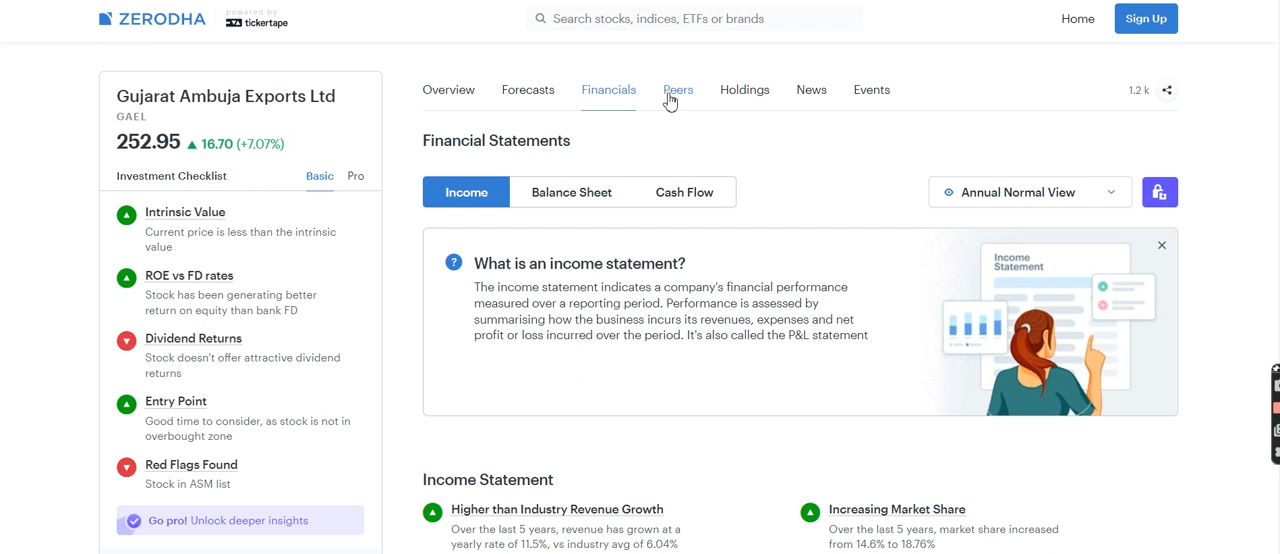 ZERODHA
powered by
tickertape
Search stocks, indices, ETFs or brands
Home
Sign Up
Gujarat Ambuja Exports Ltd
GAEL
252.95 ▲ 16.70 (+7.07%)
Investment Checklist Basic Pro
Intrinsic Value
Current price is less than the intrinsic
value
ROE vs FD rates
Stock has been generating better
return on equity than bank FD
Dividend Returns
Stock doesn't offer attractive dividend
returns
Entry Point
Good time to consider, as stock is not in
overbought zone
Red Flags Found
Stock in ASM list
Go pro! Unlock deeper insights
Overview Forecasts Financials Peers Holdings News Events
1.2 k
Financial Statements
Income Balance Sheet Cash Flow
Annual Normal View
? What is an income statement?
The income statement indicates a company's financial performance
measured over a reporting period. Performance is assessed by
summarising how the business incurs its revenues, expenses and net
profit or loss incurred over the period. It's also called the P&L statement
Income
Statement
Income Statement
Higher than Industry Revenue Growth
Over the last 5 years, revenue has grown at a
yearly rate of 11.5%, vs industry avg of 6.04%
Increasing Market Share
Over the last 5 years, market share increased
from 14.6% to 18.76%